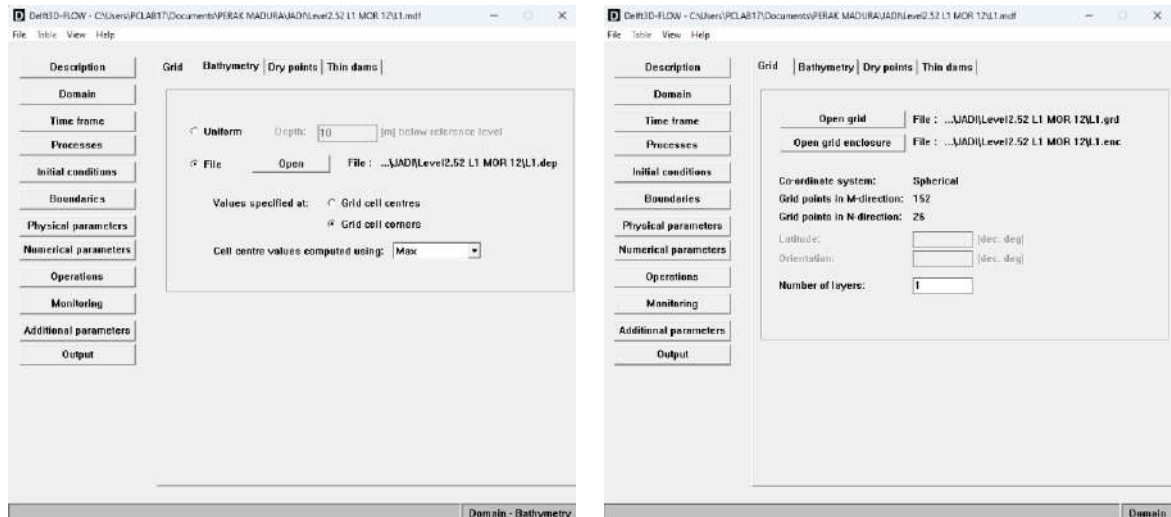 Delft3D-FLOW - C:\Users\PCLAB17\Documents\PERAK MADURA\JADI\Level2.52 L1 MOR 12\L1.mdf
File Table View Help
Description
Domain
Time frame
Processes
Initial conditions
Boundaries
Physical parameters
Numerical parameters
Operations
Monitoring
Additional parameters
Output
Grid Bathymetry Dry points Thin dams
Uniform Depth: 10 [m] below reference level
File Open File : ...\JADI\Level2.52 L1 MOR 12\L1.dep
Values specified at: Grid cell centres
Grid cell corners
Cell centre values computed using: Max
Domain - Bathymetry
Delft3D-FLOW - C:\Users\PCLAB17\Documents\PERAK MADURA\JADI\Level2.52 L1 MOR 12\L1.mdf
File Table View Help
Description
Domain
Time frame
Processes
Initial conditions
Boundaries
Physical parameters
Numerical parameters
Operations
Monitoring
Additional parameters
Output
Grid Bathymetry Dry points Thin dams
Open grid File : ...\JADI\Level2.52 L1 MOR 12\L1.grd
Open grid enclosure File : ...\JADI\Level2.52 L1 MOR 12\L1.enc
Co-ordinate system: Spherical
Grid points in M-direction: 152
Grid points in N-direction: 26
Latitude: [dec. deg]
Orientation: [dec. deg]
Number of layers: 1
Domain